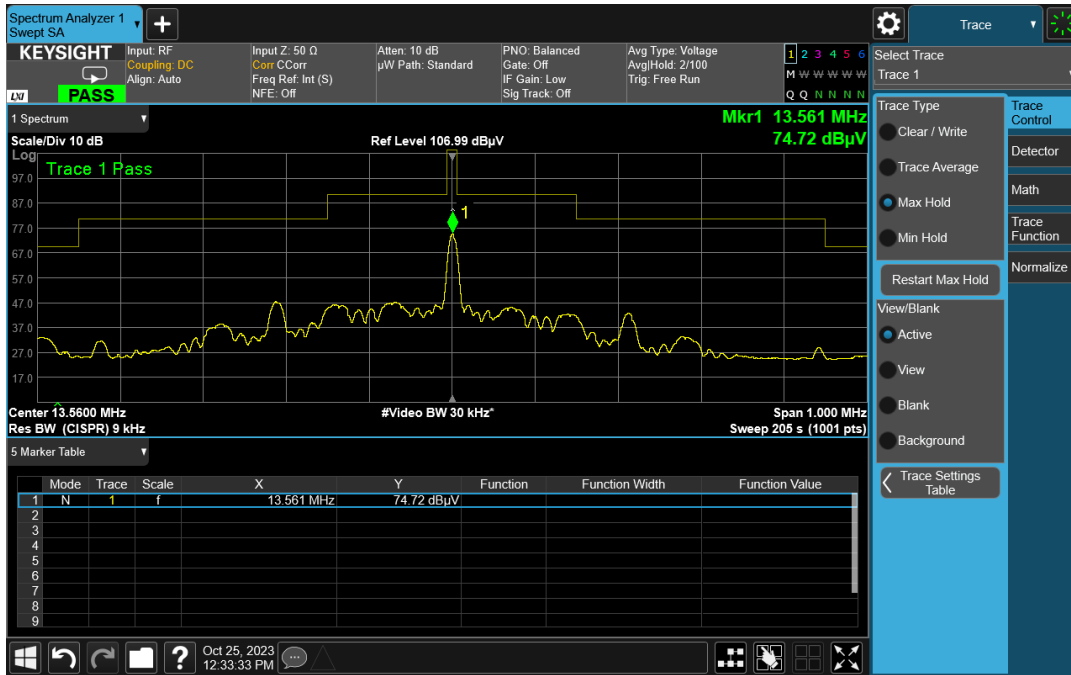 Spectrum Analyzer 1
Swept SA
Trace
KEYSIGHT
LXI
PASS
Input: RF
Coupling: DC
Align: Auto
Input Z: 50 Ω
Corr CCorr
Freq Ref: Int (S)
NFE: Off
Atten: 10 dB
µW Path: Standard
PNO: Balanced
Gate: Off
IF Gain: Low
Sig Track: Off
Avg Type: Voltage
Avg|Hold: 2/100
Trig: Free Run
1 2 3 4 5 6
M W W W W W
Q Q N N N N
Select Trace
Trace 1
1 Spectrum
Scale/Div 10 dB
Ref Level 106.99 dBµV
Mkr1 13.561 MHz
74.72 dBµV
Log
Trace 1 Pass
97.0
87.0
77.0
67.0
57.0
47.0
37.0
27.0
17.0
1
Center 13.5600 MHz
#Video BW 30 kHz*
Span 1.000 MHz
Res BW (CISPR) 9 kHz
Sweep 205 s (1001 pts)
5 Marker Table
Mode Trace Scale X Y Function Function Width Function Value
1 N 1 f 13.561 MHz 74.72 dBµV
2
3
4
5
6
7
8
9
Oct 25, 2023
12:33:33 PM
?
Trace Type
Clear / Write
Trace Average
Max Hold
Min Hold
Restart Max Hold
View/Blank
Active
View
Blank
Background
Trace Settings
Table
Trace
Control
Detector
Math
Trace
Function
Normalize